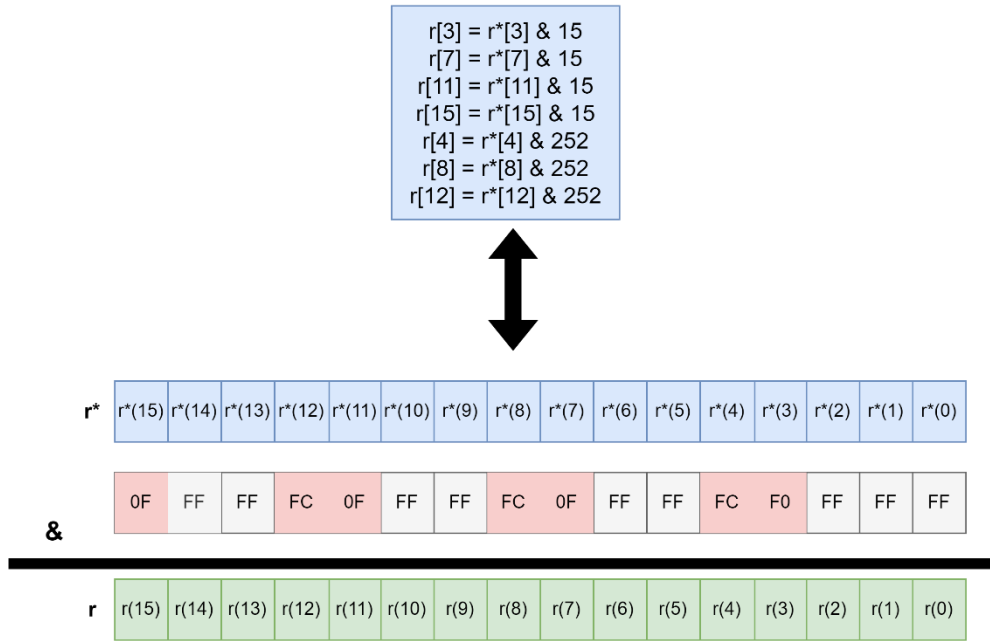 r[3] = r*[3] & 15
r[7] = r*[7] & 15
r[11] = r*[11] & 15
r[15] = r*[15] & 15
r[4] = r*[4] & 252
r[8] = r*[8] & 252
r[12] = r*[12] & 252
r* r*(15) r*(14) r*(13) r*(12) r*(11) r*(10) r*(9) r*(8) r*(7) r*(6) r*(5) r*(4) r*(3) r*(2) r*(1) r*(0)
0F FF FF FC 0F FF FF FC 0F FF FF FC F0 FF FF FF
&
r r(15) r(14) r(13) r(12) r(11) r(10) r(9) r(8) r(7) r(6) r(5) r(4) r(3) r(2) r(1) r(0)